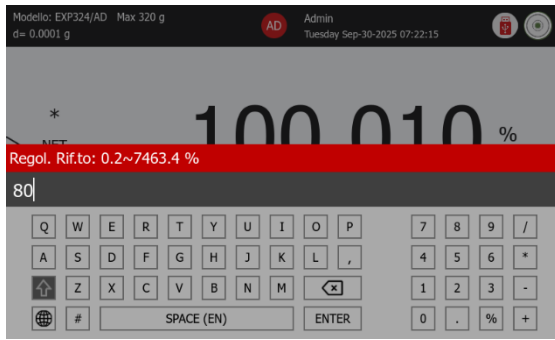 Modello: EXP324/AD Max 320 g
d= 0.0001 g
AD
Admin
Tuesday Sep-30-2025 07:22:15
*
100.010 %
Regol. Rif.to: 0.2~7463.4 %
80
Q W E R T Y U I O P 7 8 9 /
A S D F G H J K L , 4 5 6 *
Z X C V B N M 1 2 3 -
# SPACE (EN) ENTER 0 . % +